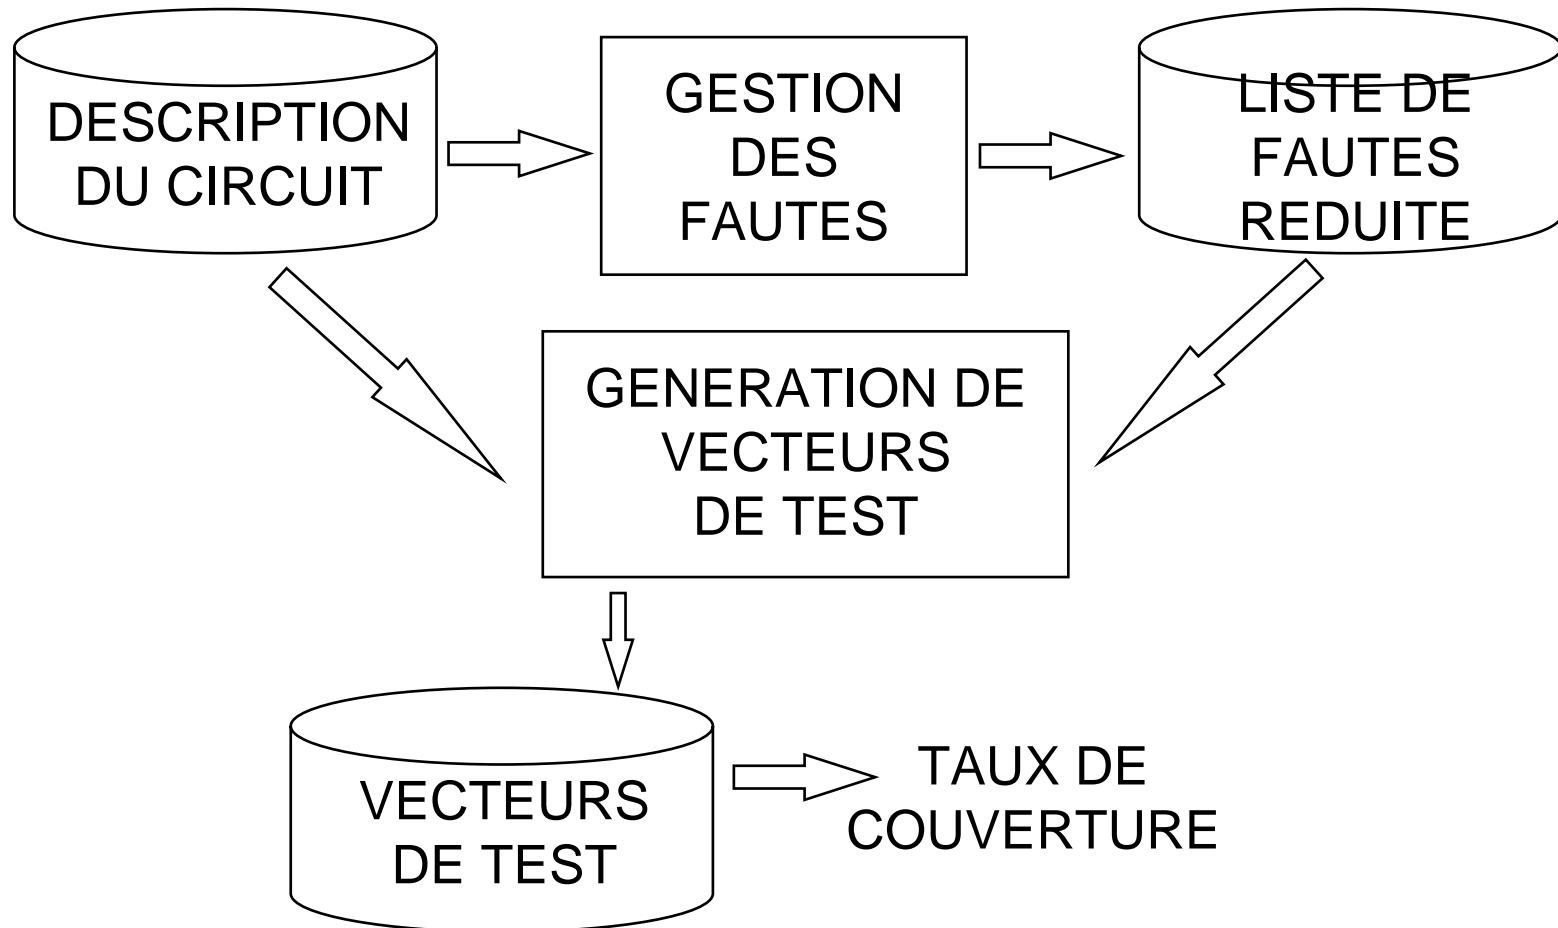 DESCRIPTION
DU CIRCUIT
GESTION
DES
FAUTES
LISTE DE
FAUTES
REDUITE
GENERATION DE
VECTEURS
DE TEST
VECTEURS
DE TEST
TAUX DE
COUVERTURE